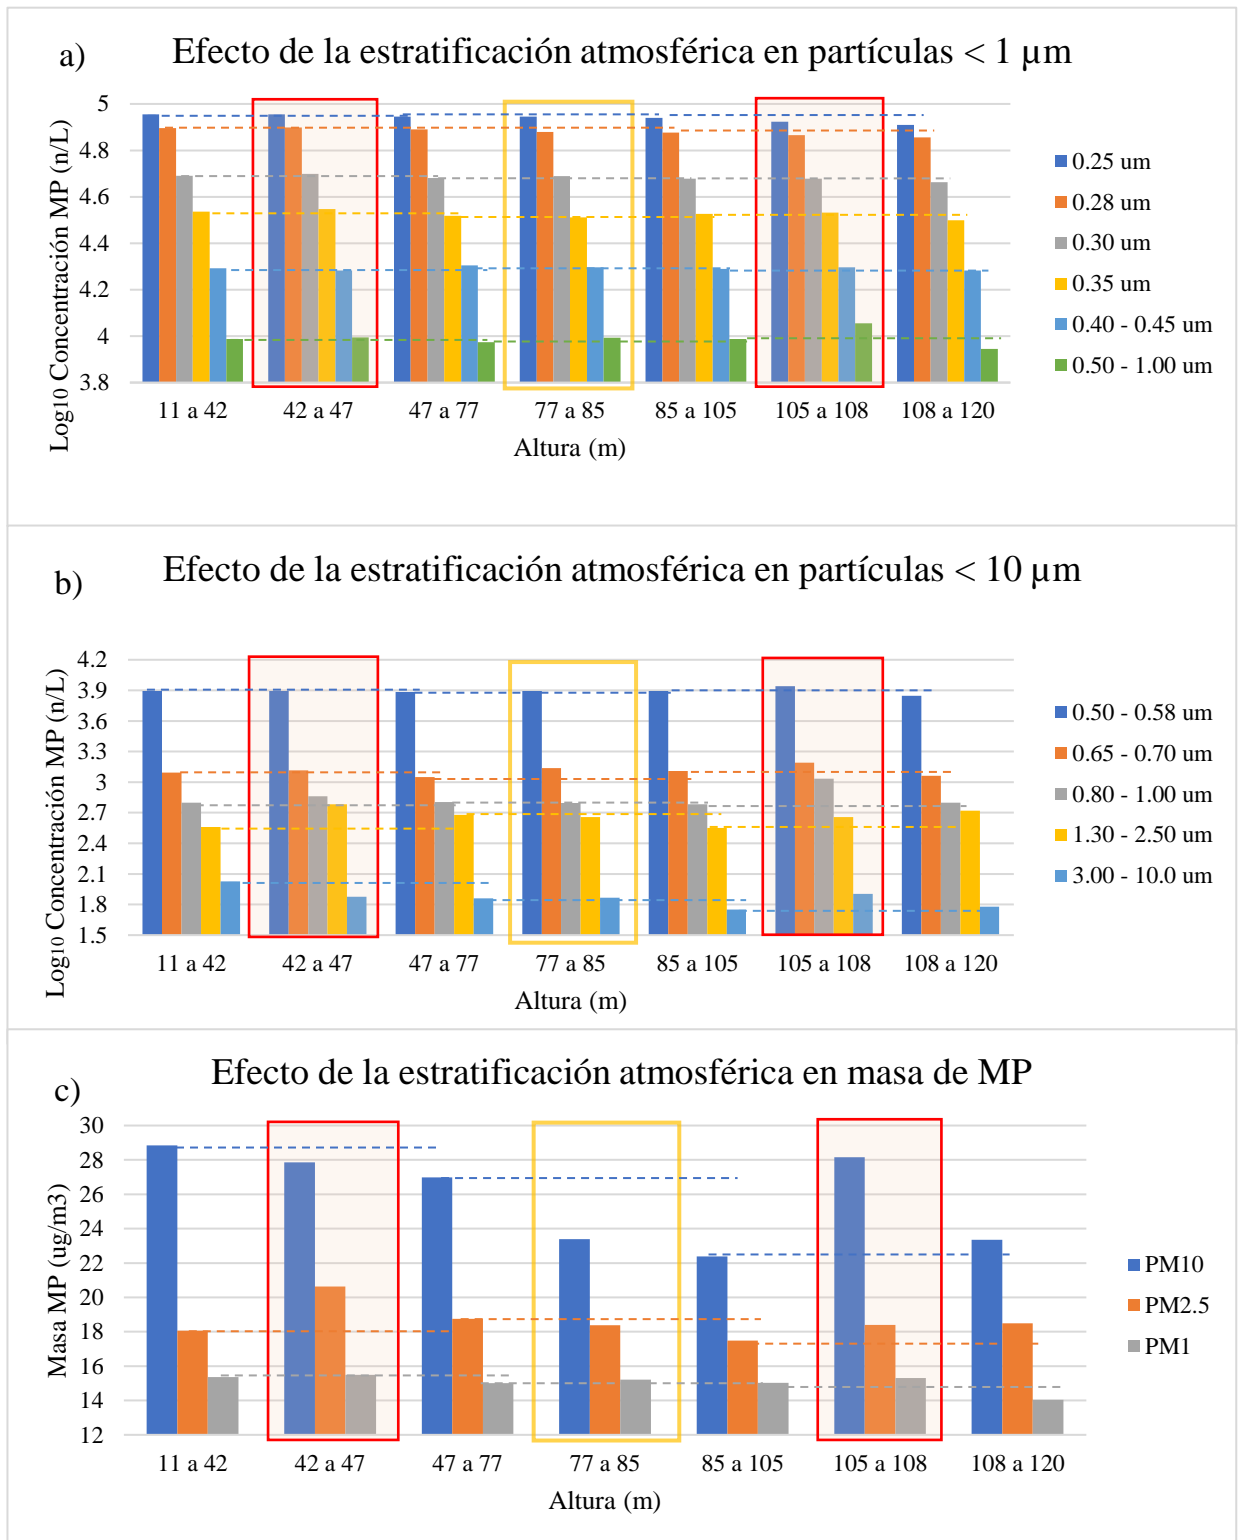 a)
Efecto de la estratificación atmosférica en partículas < 1 µm
Log10 Concentración MP (n/L)
5
4.8
4.6
4.4
4.2
4
3.8
11 a 42
42 a 47
47 a 77
77 a 85
85 a 105
105 a 108
108 a 120
Altura (m)
0.25 um
0.28 um
0.30 um
0.35 um
0.40 - 0.45 um
0.50 - 1.00 um
b)
Efecto de la estratificación atmosférica en partículas < 10 µm
Log10 Concentración MP (n/L)
4.2
3.9
3.6
3.3
3
2.7
2.4
2.1
1.8
1.5
11 a 42
42 a 47
47 a 77
77 a 85
85 a 105
105 a 108
108 a 120
Altura (m)
0.50 - 0.58 um
0.65 - 0.70 um
0.80 - 1.00 um
1.30 - 2.50 um
3.00 - 10.0 um
c)
Efecto de la estratificación atmosférica en masa de MP
Masa MP (ug/m3)
30
28
26
24
22
20
18
16
14
12
11 a 42
42 a 47
47 a 77
77 a 85
85 a 105
105 a 108
108 a 120
Altura (m)
PM10
PM2.5
PM1